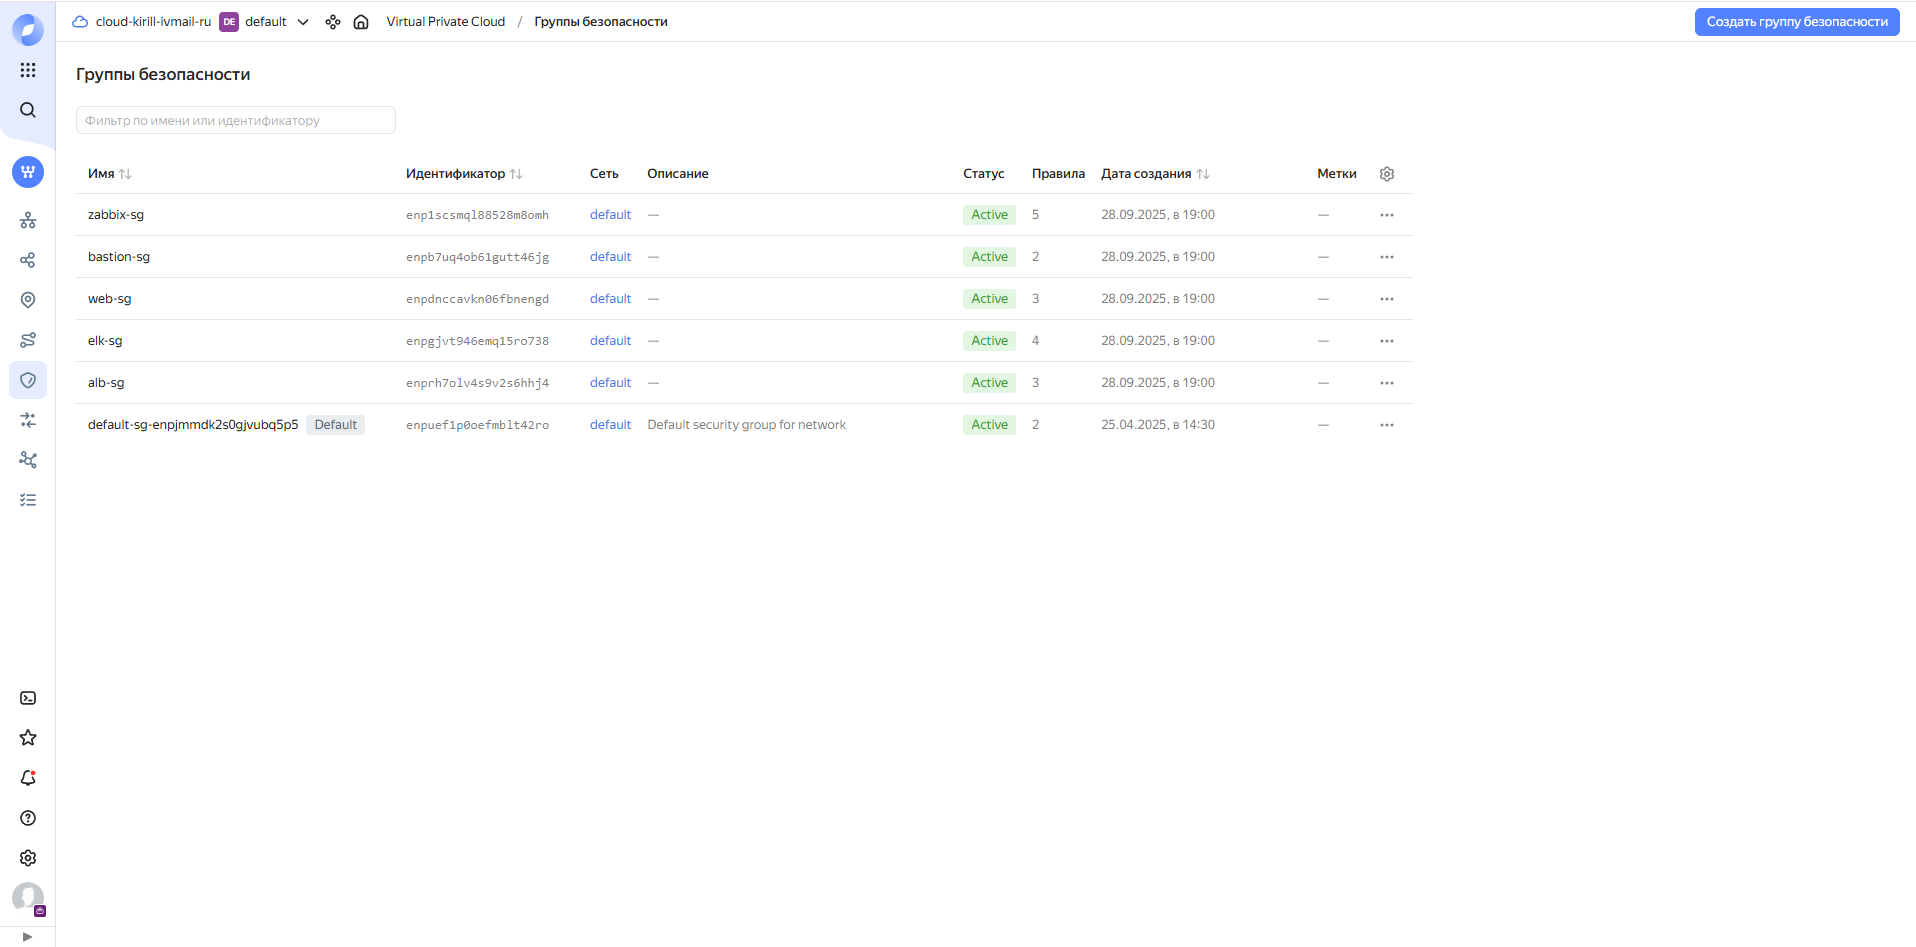 cloud-kirill-ivmail-ru DE default Virtual Private Cloud / Группы безопасности Создать группу безопасности
Группы безопасности
Фильтр по имени или идентификатору
Имя Идентификатор Сеть Описание Статус Правила Дата создания Метки
zabbix-sg enp1scsmql88528m8omh default — Active 5 28.09.2025, в 19:00 —
bastion-sg enpb7uq4ob61gutt46jg default — Active 2 28.09.2025, в 19:00 —
web-sg enpdnccavkn06fbnengd default — Active 3 28.09.2025, в 19:00 —
elk-sg enpgjvt946emq15ro738 default — Active 4 28.09.2025, в 19:00 —
alb-sg enprh7olv4s9v2s6hhj4 default — Active 3 28.09.2025, в 19:00 —
default-sg-enpjmmdk2s0gjvubq5p5 Default enpuef1p0oefmblt42ro default Default security group for network Active 2 25.04.2025, в 14:30 —